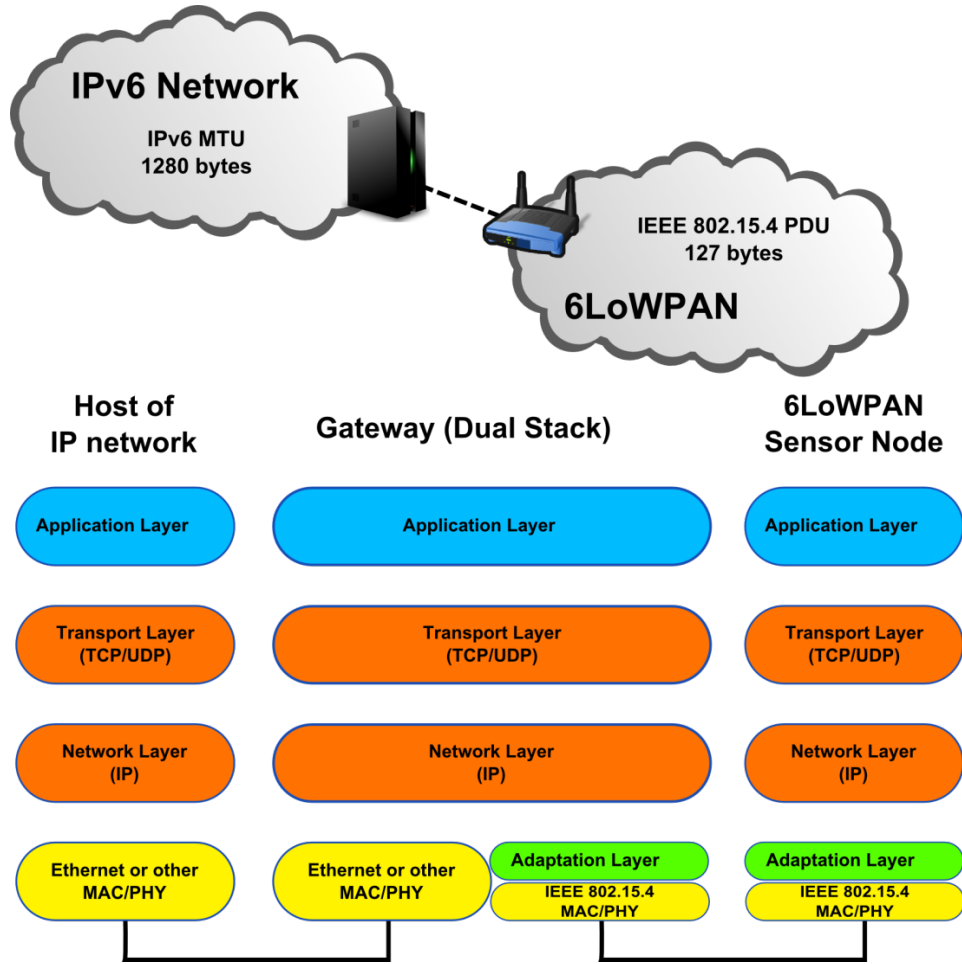 IPv6 Network
IPv6 MTU
1280 bytes
IEEE 802.15.4 PDU
127 bytes
6LoWPAN
Host of
IP network
Gateway (Dual Stack)
6LoWPAN
Sensor Node
Application Layer
Application Layer
Application Layer
Transport Layer
(TCP/UDP)
Transport Layer
(TCP/UDP)
Transport Layer
(TCP/UDP)
Network Layer
(IP)
Network Layer
(IP)
Network Layer
(IP)
Ethernet or other
MAC/PHY
Ethernet or other
MAC/PHY
Adaptation Layer
IEEE 802.15.4
MAC/PHY
Adaptation Layer
IEEE 802.15.4
MAC/PHY